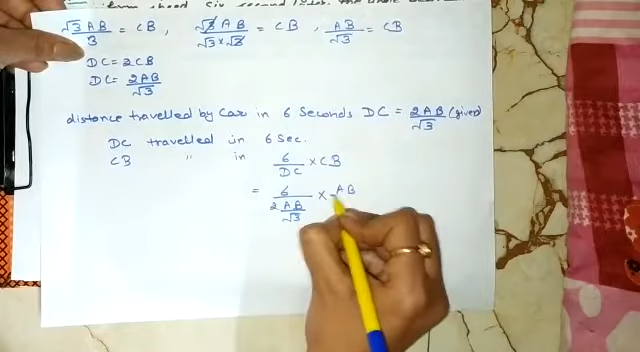 √3 AB/3 = CB, √3 AB/√3×√3 = CB, AB/√3 = CB
DC = 2CB
DC = 2AB/√3
distance travelled by Car in 6 Seconds DC = 2AB/√3 (given)
DC travelled in 6 Sec.
CB " in 6/DC × CB
= 6/2AB/√3 × AB